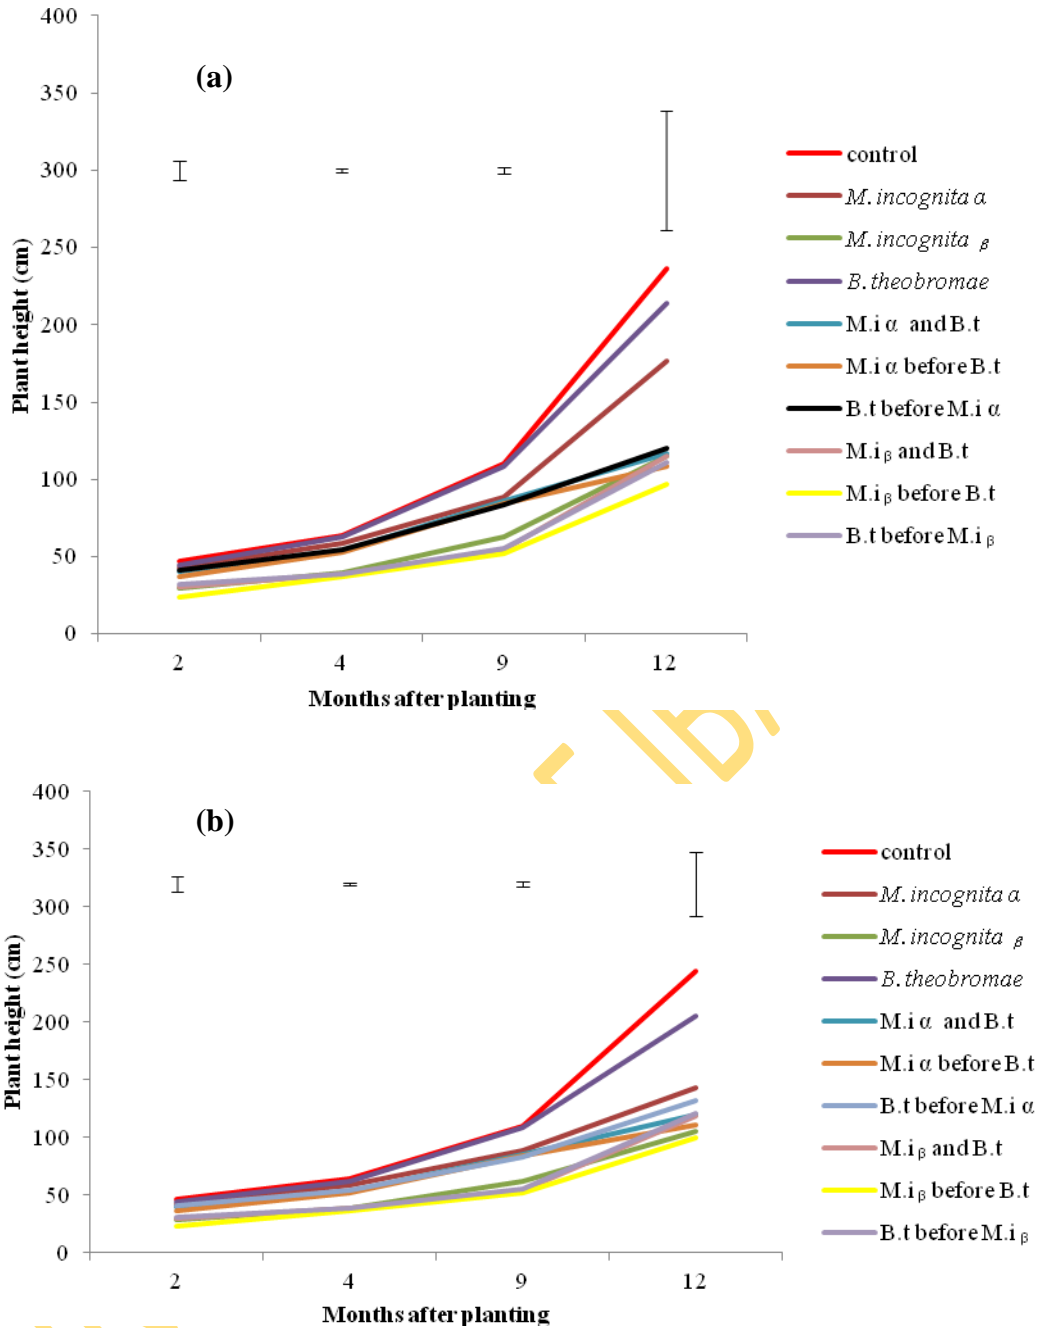 (a)
400
350
300
250
200
150
100
50
0
Plant height (cm)
2 4 9 12
Months after planting
control
M. incognita α
M. incognita β
B. theobromae
M.i α and B.t
M.i α before B.t
B.t before M.i α
M.i β and B.t
M.i β before B.t
B.t before M.i β
(b)
400
350
300
250
200
150
100
50
0
Plant height (cm)
2 4 9 12
Months after planting
control
M. incognita α
M. incognita β
B. theobromae
M.i α and B.t
M.i α before B.t
B.t before M.i α
M.i β and B.t
M.i β before B.t
B.t before M.i β